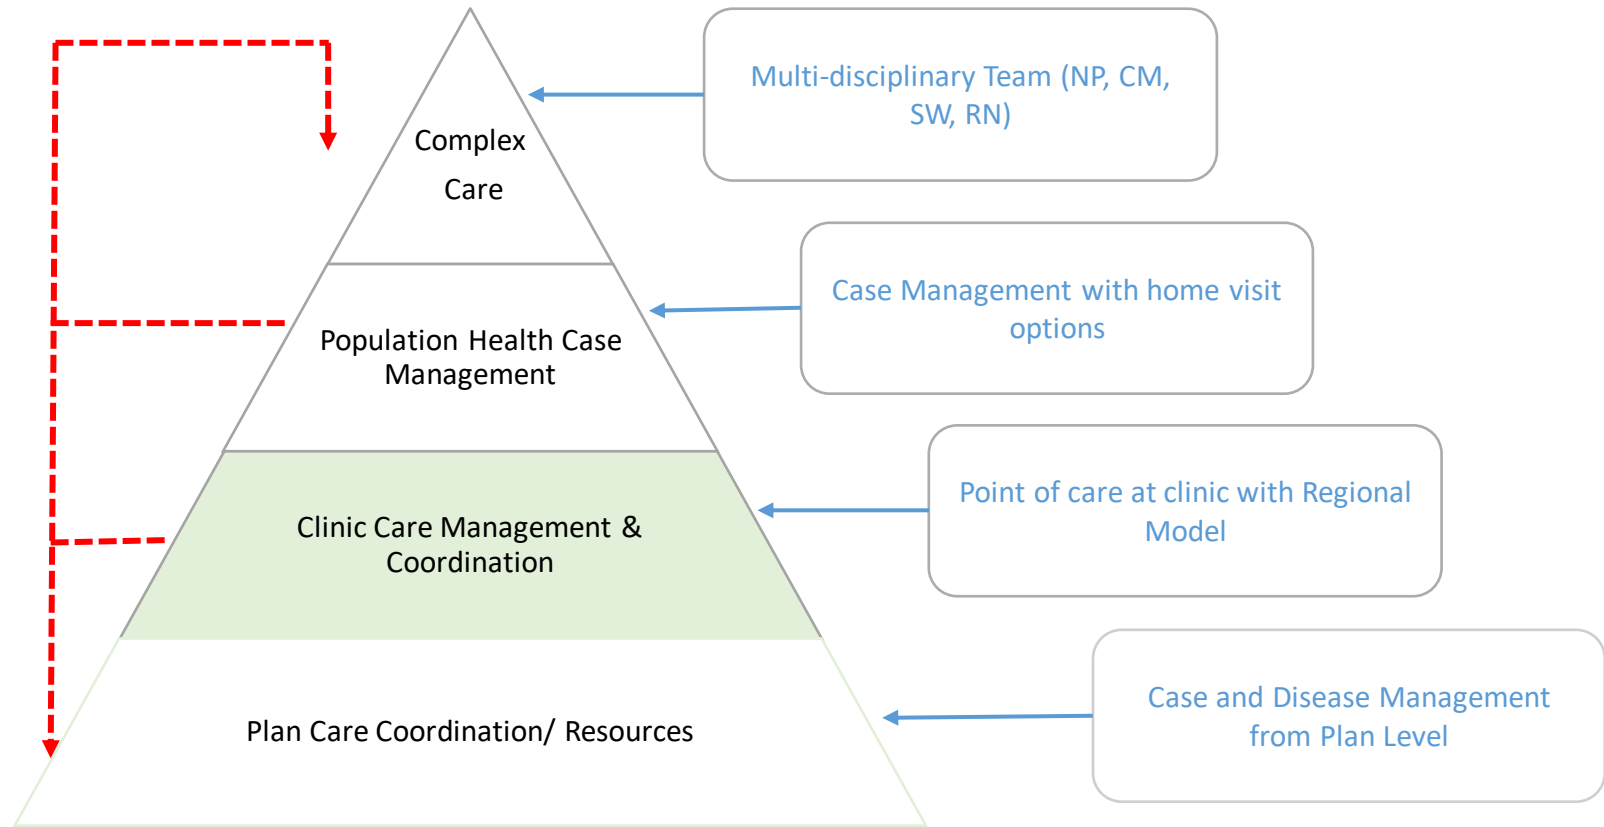 Multi-disciplinary Team (NP, CM,
SW, RN)
Complex
Care
Case Management with home visit
options
Population Health Case
Management
Point of care at clinic with Regional
Model
Clinic Care Management &
Coordination
Case and Disease Management
from Plan Level
Plan Care Coordination/ Resources